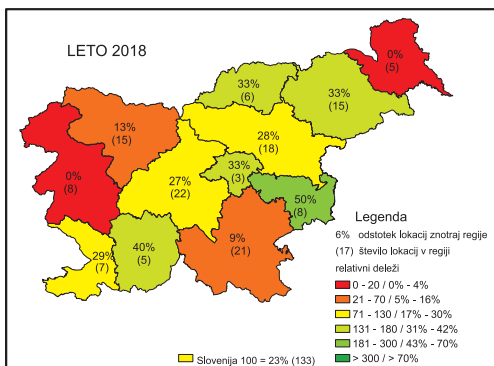 LETO 2018
0%
(5)
33%
(6)
33%
(15)
13%
(15)
28%
(18)
33%
(3)
0%
(8)
27%
(22)
50%
(8)
29%
(7)
40%
(5)
9%
(21)
Legenda
6% odstotek lokacij znotraj regije
(17) število lokacij v regiji
relativni deleži
0 - 20 / 0% - 4%
21 - 70 / 5% - 16%
71 - 130 / 17% - 30%
131 - 180 / 31% - 42%
181 - 300 / 43% - 70%
> 300 / > 70%
Slovenija 100 = 23% (133)